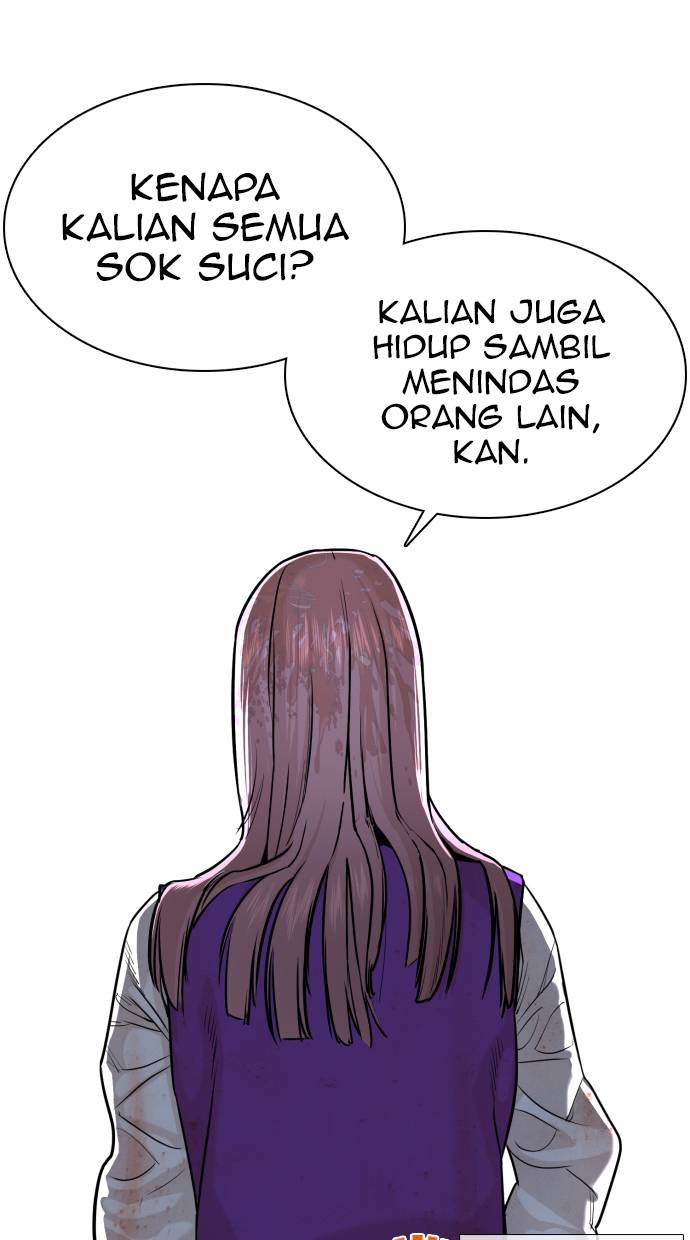 KENAPA
KALIAN SEMUA
SOK SUCI?
KALIAN JUGA
HIDUP SAMBIL
MENINDAS
ORANG LAIN,
KAN.